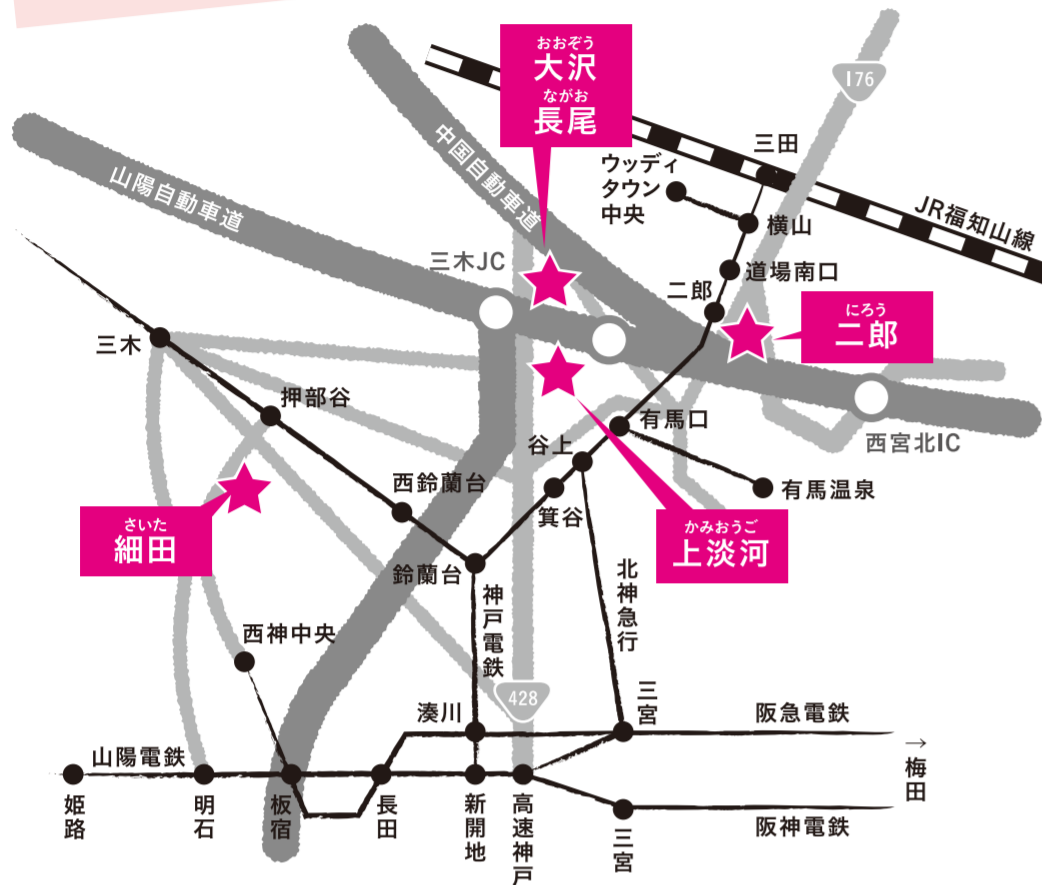 おおぞう
大沢
ながお
長尾
176
三田
ウッディ
タウン
中央
中国自動車道
山陽自動車道
JR福知山線
横山
三木JC
道場南口
二郎
にろう
二郎
三木
押部谷
有馬口
谷上
西宮北IC
西鈴蘭台
箕谷
有馬温泉
さいた
細田
かみおうご
上淡河
鈴蘭台
神戸電鉄
北神急行
西神中央
428
三宮
湊川
阪急電鉄
山陽電鉄
→梅田
姫路
明石
板宿
長田
新開地
高速神戸
三宮
阪神電鉄